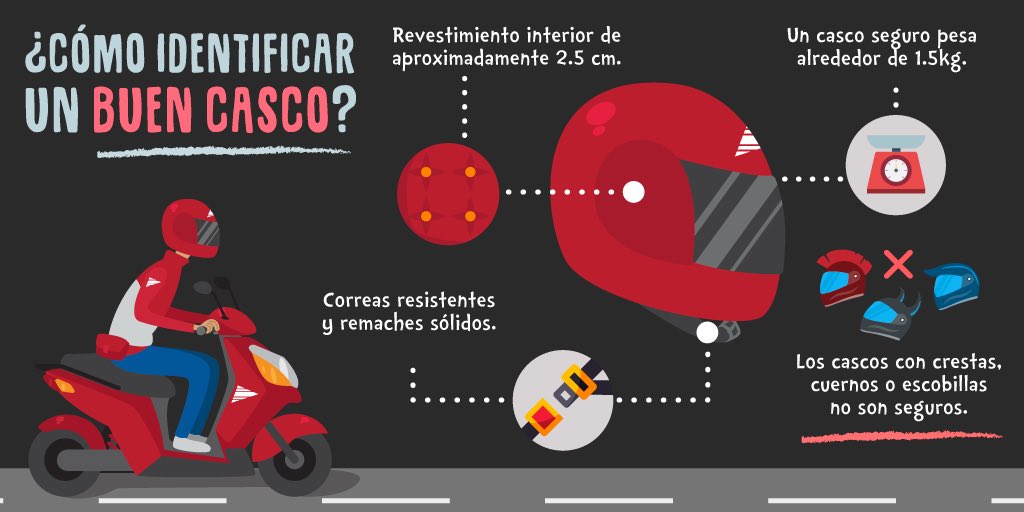 ¿CÓMO IDENTIFICAR
UN BUEN CASCO?
Revestimiento interior de
aproximadamente 2.5 cm.
Un casco seguro pesa
alrededor de 1.5kg.
Correas resistentes
y remaches sólidos.
Los cascos con crestas,
cuernos o escobillas
no son seguros.